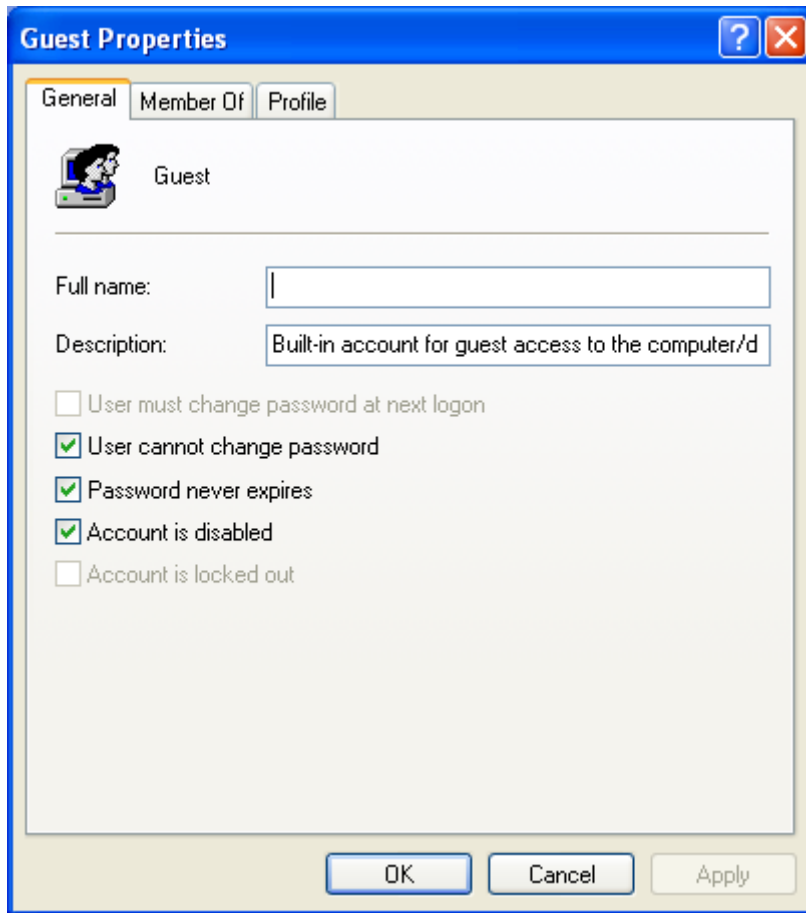 Guest Properties
General Member Of Profile
Guest
Full name:
Description: Built-in account for guest access to the computer/d
User must change password at next logon
User cannot change password
Password never expires
Account is disabled
Account is locked out
OK Cancel Apply